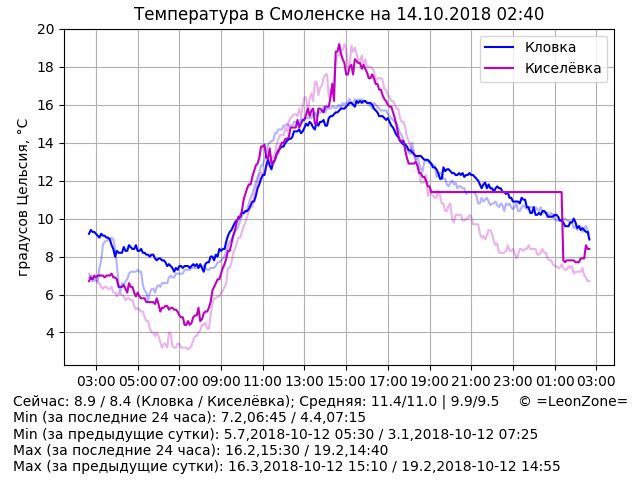 Температура в Смоленске на 14.10.2018 02:40
Кловка
Киселёвка
градусов Цельсия, °C
20
18
16
14
12
10
8
6
4
03:00 05:00 07:00 09:00 11:00 13:00 15:00 17:00 19:00 21:00 23:00 01:00 03:00
Сейчас: 8.9 / 8.4 (Кловка / Киселёвка); Средняя: 11.4/11.0 | 9.9/9.5 © =LeonZone=
Min (за последние 24 часа): 7.2,06:45 / 4.4,07:15
Min (за предыдущие сутки): 5.7,2018-10-12 05:30 / 3.1,2018-10-12 07:25
Max (за последние 24 часа): 16.2,15:30 / 19.2,14:40
Max (за предыдущие сутки): 16.3,2018-10-12 15:10 / 19.2,2018-10-12 14:55